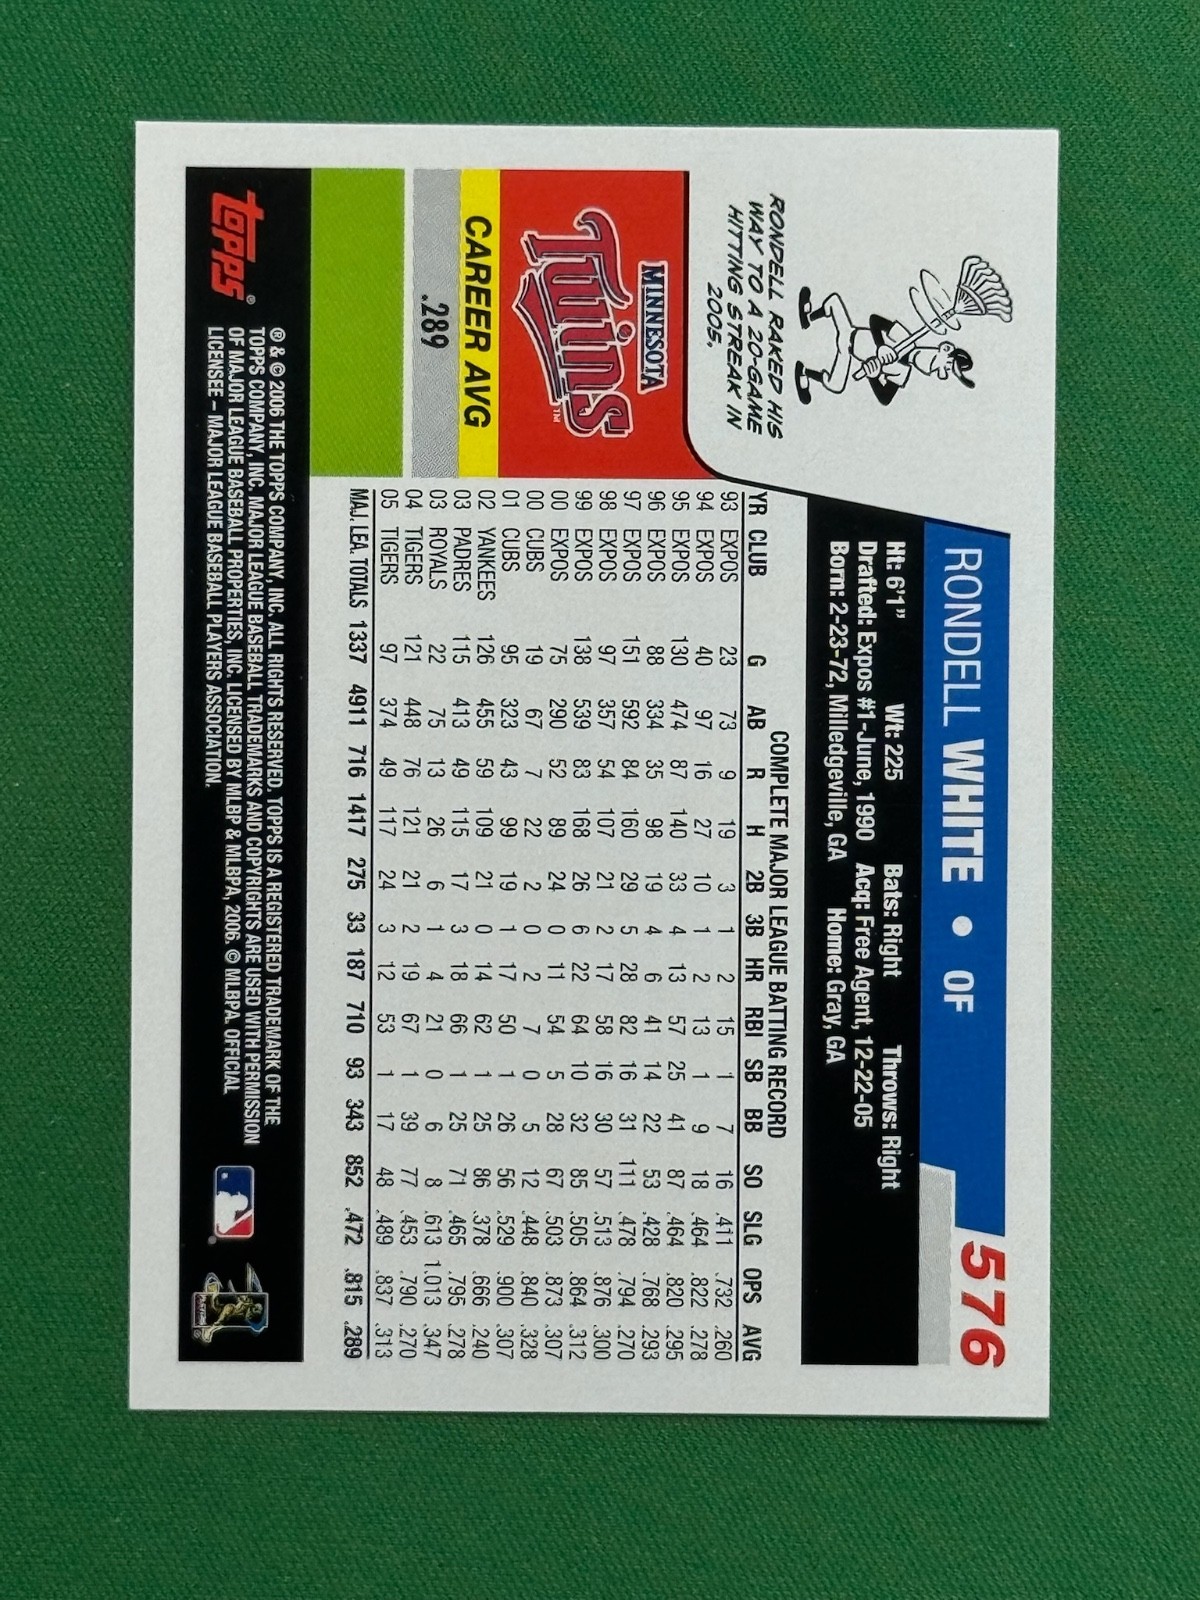 RONDELL RAKED HIS
WAY TO A 20-GAME
HITTING STREAK IN
2005.
RONDELL WHITE • OF
576
Ht: 6'1" Wt: 225 Bats: Right Throws: Right
Drafted: Expos #1-June, 1990 Acq: Free Agent, 12-22-05
Born: 2-23-72, Milledgeville, GA Home: Gray, GA
MINNESOTA
Twins™
CAREER AVG
.289
COMPLETE MAJOR LEAGUE BATTING RECORD
YR CLUB G AB R H 2B 3B HR RBI SB BB SO SLG OPS AVG
93 EXPOS 23 73 9 19 3 1 2 15 1 7 16 .411 .732 .260
94 EXPOS 40 97 16 27 10 1 2 13 1 9 18 .464 .822 .278
95 EXPOS 130 474 87 140 33 4 13 57 25 41 87 .464 .820 .295
96 EXPOS 88 334 35 98 19 4 6 41 14 22 53 .428 .768 .293
97 EXPOS 151 592 84 160 29 5 28 82 16 31 111 .478 .794 .270
98 EXPOS 97 357 54 107 21 2 17 58 16 30 57 .513 .876 .300
99 EXPOS 138 539 83 168 26 6 22 64 10 32 85 .505 .864 .312
00 EXPOS 75 290 52 89 24 0 11 54 5 28 67 .503 .873 .307
00 CUBS 19 67 7 22 2 0 2 7 0 5 12 .448 .840 .328
01 CUBS 95 323 43 99 19 1 17 50 1 26 56 .529 .900 .307
02 YANKEES 126 455 59 109 21 0 14 62 1 25 86 .378 .666 .240
03 PADRES 115 413 49 115 17 3 18 66 1 25 71 .465 .795 .278
03 ROYALS 22 75 13 26 6 1 4 21 0 6 8 .613 1.013 .347
04 TIGERS 121 448 76 121 21 2 19 67 1 39 77 .453 .790 .270
05 TIGERS 97 374 49 117 24 3 12 53 1 17 48 .489 .837 .313
MAJ. LEA. TOTALS 1337 4911 716 1417 275 33 187 710 93 343 852 .472 .815 .289
topps®
® & © 2006 THE TOPPS COMPANY, INC. ALL RIGHTS RESERVED. TOPPS IS A REGISTERED TRADEMARK OF THE
TOPPS COMPANY, INC. MAJOR LEAGUE BASEBALL TRADEMARKS AND COPYRIGHTS ARE USED WITH PERMISSION
OF MAJOR LEAGUE BASEBALL PROPERTIES, INC. LICENSED BY MLBP & MLBPA, 2006. © MLBPA. OFFICIAL
LICENSEE – MAJOR LEAGUE BASEBALL PLAYERS ASSOCIATION.